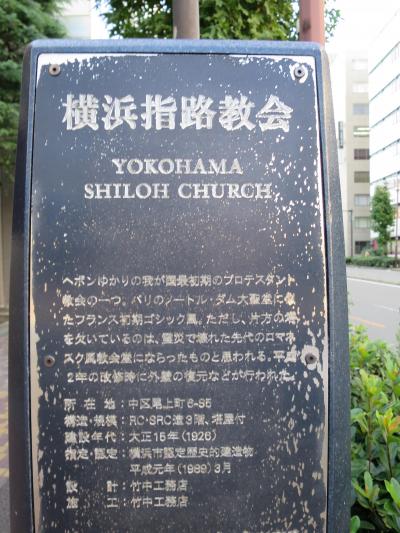 横浜指路教会
YOKOHAMA
SHILOH CHURCH
ヘボンゆかりの我が国最初期のプロテスタント
教会の一つ。パリのノートル・ダム大聖堂に似
たフランス初期ゴシック風。ただし、片方の塔
を欠いているのは、震災で壊れた先代のロマネ
スク風教会堂にならったものと思われる。平成
2年の改修時に外壁の復元などが行われた。
所在地:中区尾上町6-85
構造・規模:RC・SRC造3階、塔屋付
建設年代:大正15年(1926)
指定・認定:横浜市認定歴史的建造物
平成元年(1989)3月
設計:竹中工務店
施工:竹中工務店